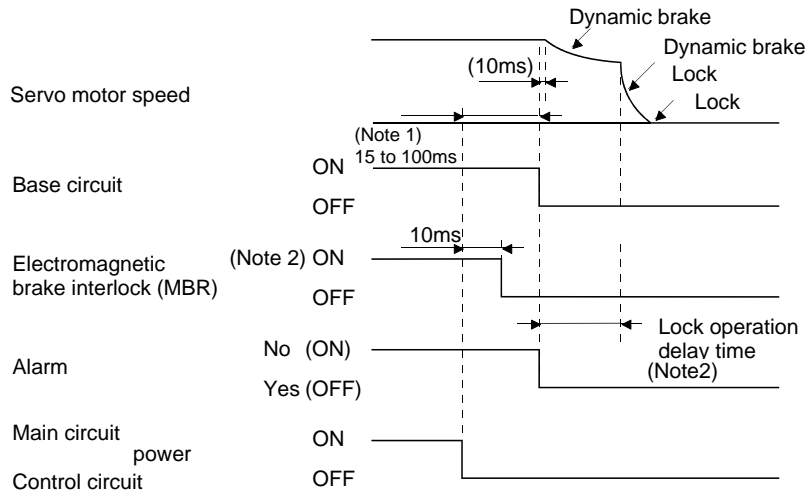 Dynamic brake
Dynamic brake
Lock
Lock
(10ms)
Servo motor speed
(Note 1)
15 to 100ms
Base circuit
ON
OFF
10ms
Electromagnetic
brake interlock (MBR)
(Note 2) ON
OFF
Lock operation
delay time
(Note2)
Alarm
No (ON)
Yes (OFF)
Main circuit
power
Control circuit
ON
OFF